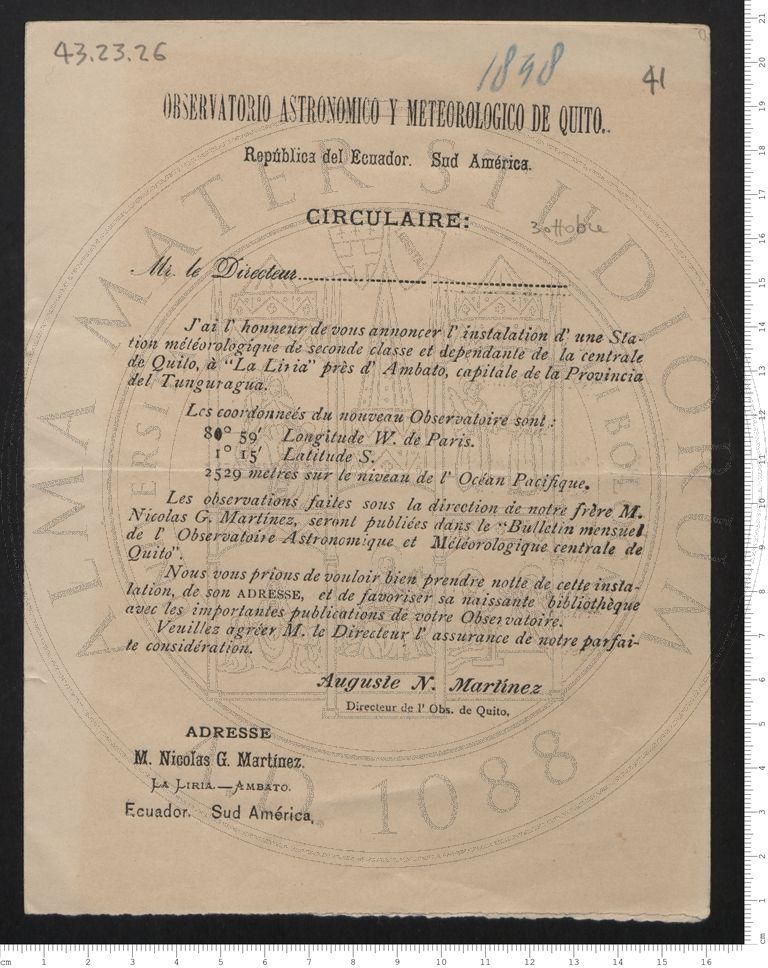 43.23.26
1898
41
OBSERVATORIO ASTRONOMICO Y METEOROLOGICO DE QUITO.
República del Ecuador. Sud América.
CIRCULAIRE:
3 ottobre
Mr. le Directeur
J'ai l' honneur de vous annoncer l' instalation d' une Sta-
tion météorologique de seconde classe et dependante de la centrale
de Quito, à "La Liria" près d' Ambato, capitale de la Provincia
del Tunguragua.
Les coordonneés du nouveau Observatoire sont:
80° 59' Longitude W. de Paris.
1° 15' Latitude S.
2529 metres sur le niveau de l' Océan Pacifique.
Les observations faites sous la direction de notre frère M.
Nicolas G. Martínez, seront publiées dans le "Bulletin mensuel
de l' Observatoire Astronomique et Météorologique centrale de
Quito".
Nous vous prions de vouloir bien prendre notte de cette insta-
lation, de son ADRESSE, et de favoriser sa naissante bibliothèque
avec les importantes publications de votre Observatoire.
Veuillez agréer M. le Directeur l' assurance de notre parfai-
te considération.
Auguste N. Martínez
Directeur de l' Obs. de Quito.
ADRESSE
M. Nicolas G. Martínez.
LA LIRIA.—AMBATO.
Ecuador. Sud América.
ALMA MATER STUDIORUM
A.D. 1088